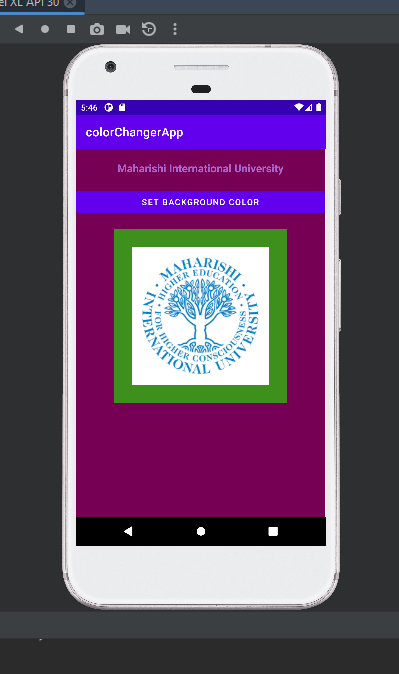 el XL API 30
5:46
colorChangerApp
Maharishi International University
SET BACKGROUND COLOR
• MAHARISHI •
INTERNATIONAL UNIVERSITY
• HIGHER EDUCATION •
FOR HIGHER CONSCIOUSNESS